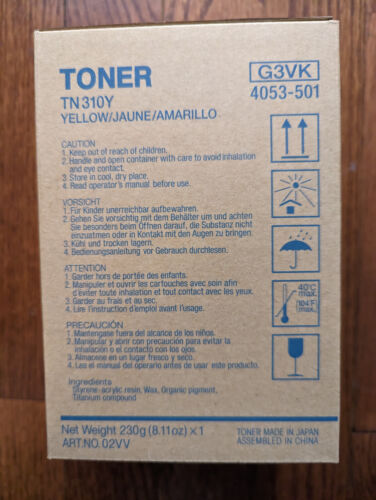 TONER
TN310Y
YELLOW/JAUNE/AMARILLO
G3VK
4053-501
CAUTION
1. Keep out of reach of children.
2. Handle and open container with care to avoid inhalation
and eye contact.
3. Store in cool, dry place.
4. Read operator's manual before use.
VORSICHT
1. Für Kinder unerreichbar aufbewahren.
2. Gehen Sie vorsichtig mit dem Behälter um und achten
Sie besonders beim Öffnen darauf, die Substanz nicht
einzuatmen oder in Kontakt mit den Augen zu bringen.
3. Kühl und trocken lagern.
4. Bedienungsanleitung vor Gebrauch durchlesen.
ATTENTION
1. Garder hors de portée des enfants.
2. Manipuler et ouvrir les cartouches avec soin afin
d'éviter toute inhalation et tout contact avec les yeux.
3. Garder au frais et au sec.
4. Lire l'instruction d'emploi avant l'usage.
PRECAUCIÓN
1. Mantengase fuera del alcance de los niños.
2. Manipular y abrir con precaución para evitar la
inhalación o el contacto con los ojos.
3. Almacene en un lugar fresco y seco.
4. Lea el manual del operario antes de usar este producto.
Ingredients
Styrene-acrylic resin, Wax, Organic pigment,
Titanium compound
40°C
max.
104°F
max.
Net Weight 230g (8.11oz) × 1
ART.NO. 02VV
TONER MADE IN JAPAN
ASSEMBLED IN CHINA